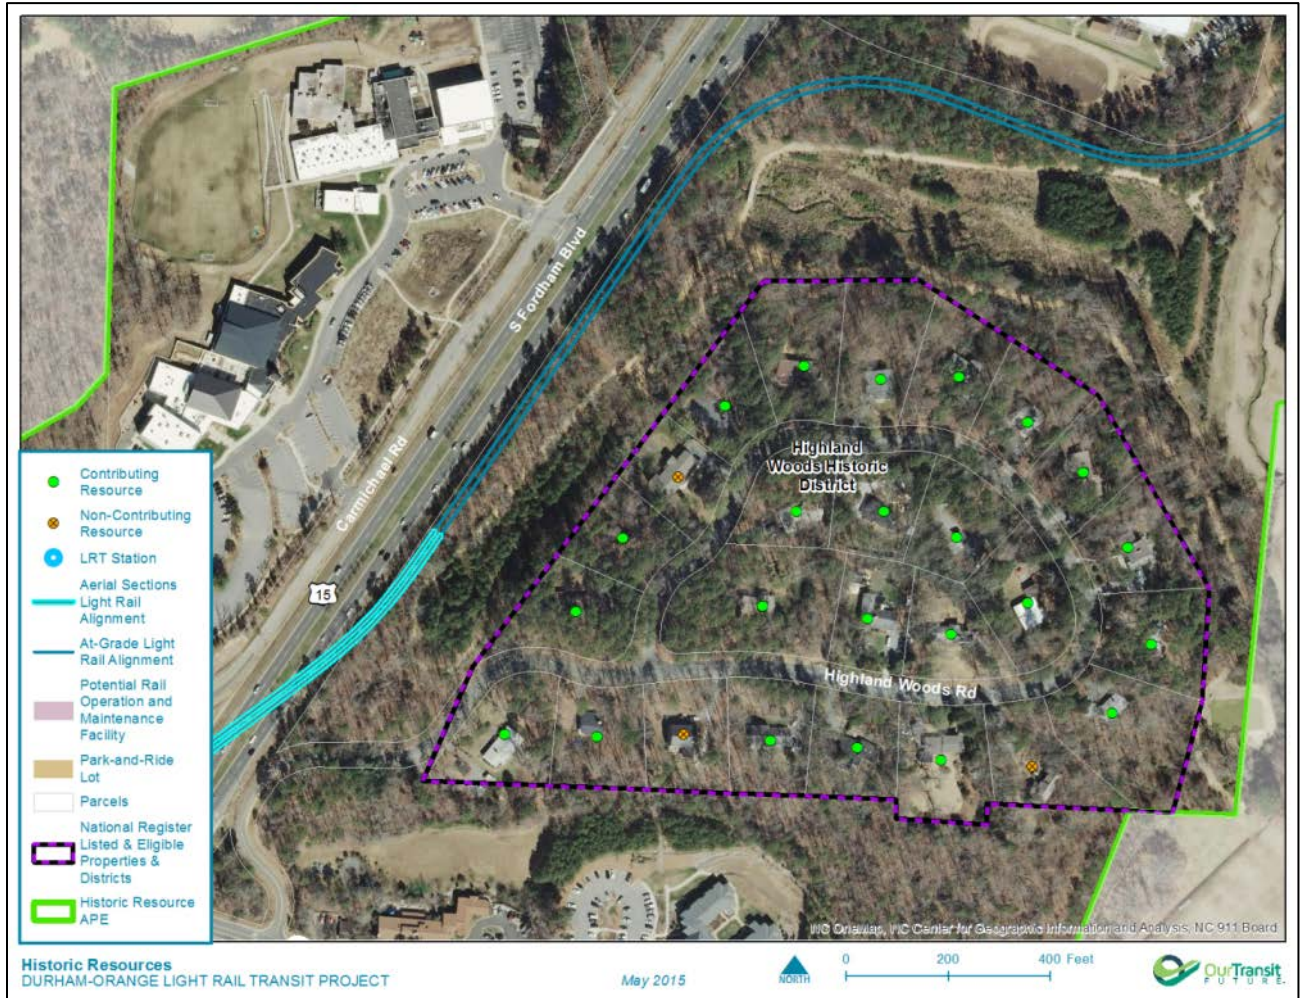 S Fordham Blvd
Carmichael Rd
15
Highland
Woods Historic
District
Highland Woods Rd
Contributing
Resource
Non-Contributing
Resource
LRT Station
Aerial Sections
Light Rail
Alignment
At-Grade Light
Rail Alignment
Potential Rail
Operation and
Maintenance
Facility
Park-and-Ride
Lot
Parcels
National Register
Listed & Eligible
Properties &
Districts
Historic Resource
APE
NC OneMap, NC Center for Geographic Information and Analysis, NC 911 Board
Historic Resources
DURHAM-ORANGE LIGHT RAIL TRANSIT PROJECT
May 2015
NORTH
0 200 400 Feet
OurTransit
FUTURE